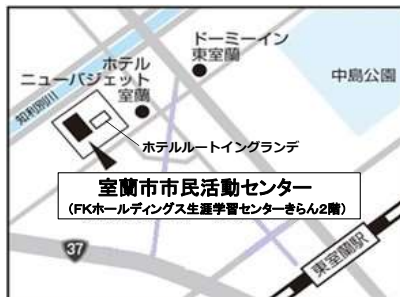 ホテル
ニューバジェット
室蘭
ドーミーイン
東室蘭
中島公園
知利別川
ホテルルートイングランデ
室蘭市市民活動センター
(FKホールディングス生涯学習センターきらん2階)
37
東室蘭駅